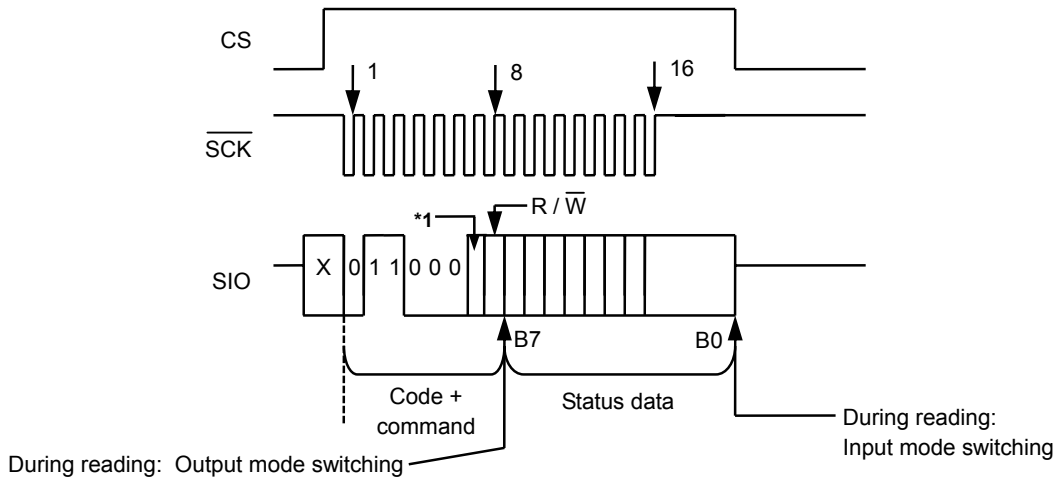 CS
1
8
16
SCK
*1
R / W
SIO
X 0 1 1 0 0 0
B7
B0
Code +
command
Status data
During reading:
Input mode switching
During reading: Output mode switching